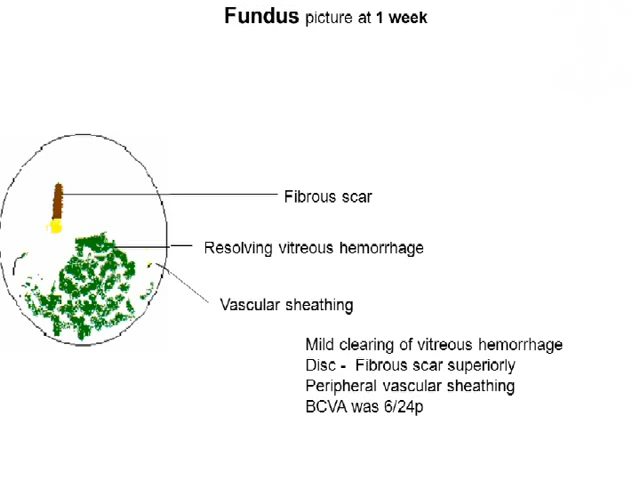 Fundus picture at 1 week
Fibrous scar
Resolving vitreous hemorrhage
Vascular sheathing
Mild clearing of vitreous hemorrhage
Disc - Fibrous scar superiorly
Peripheral vascular sheathing
BCVA was 6/24p